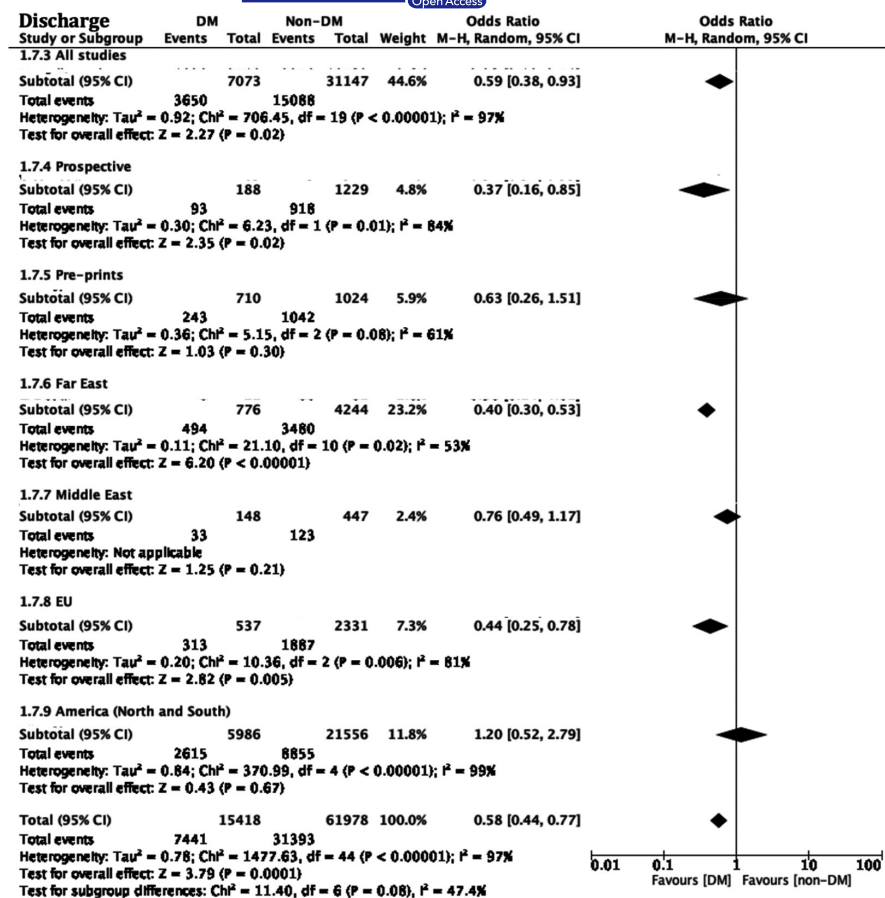 Open Access
Discharge DM Non-DM Odds Ratio Odds Ratio
Study or Subgroup Events Total Events Total Weight M-H, Random, 95% CI M-H, Random, 95% CI
1.7.3 All studies
Subtotal (95% CI) 7073 31147 44.6% 0.59 [0.38, 0.93]
Total events 3650 15088
Heterogeneity: Tau² = 0.92; Chi² = 706.45, df = 19 (P < 0.00001); I² = 97%
Test for overall effect: Z = 2.27 (P = 0.02)
1.7.4 Prospective
Subtotal (95% CI) 188 1229 4.8% 0.37 [0.16, 0.85]
Total events 93 918
Heterogeneity: Tau² = 0.30; Chi² = 6.23, df = 1 (P = 0.01); I² = 84%
Test for overall effect: Z = 2.35 (P = 0.02)
1.7.5 Pre-prints
Subtotal (95% CI) 710 1024 5.9% 0.63 [0.26, 1.51]
Total events 243 1042
Heterogeneity: Tau² = 0.36; Chi² = 5.15, df = 2 (P = 0.08); I² = 61%
Test for overall effect: Z = 1.03 (P = 0.30)
1.7.6 Far East
Subtotal (95% CI) 776 4244 23.2% 0.40 [0.30, 0.53]
Total events 494 3480
Heterogeneity: Tau² = 0.11; Chi² = 21.10, df = 10 (P = 0.02); I² = 53%
Test for overall effect: Z = 6.20 (P < 0.00001)
1.7.7 Middle East
Subtotal (95% CI) 148 447 2.4% 0.76 [0.49, 1.17]
Total events 33 123
Heterogeneity: Not applicable
Test for overall effect: Z = 1.25 (P = 0.21)
1.7.8 EU
Subtotal (95% CI) 537 2331 7.3% 0.44 [0.25, 0.78]
Total events 313 1887
Heterogeneity: Tau² = 0.20; Chi² = 10.36, df = 2 (P = 0.006); I² = 81%
Test for overall effect: Z = 2.82 (P = 0.005)
1.7.9 America (North and South)
Subtotal (95% CI) 5986 21556 11.8% 1.20 [0.52, 2.79]
Total events 2615 8855
Heterogeneity: Tau² = 0.84; Chi² = 370.99, df = 4 (P < 0.00001); I² = 99%
Test for overall effect: Z = 0.43 (P = 0.67)
Total (95% CI) 15418 61978 100.0% 0.58 [0.44, 0.77]
Total events 7441 31393
Heterogeneity: Tau² = 0.78; Chi² = 1477.63, df = 44 (P < 0.00001); I² = 97%
Test for overall effect: Z = 3.79 (P = 0.0001)
Test for subgroup differences: Chi² = 11.40, df = 6 (P = 0.08), I² = 47.4%
0.01 0.1 1 10 100
Favours [DM] Favours [non-DM]